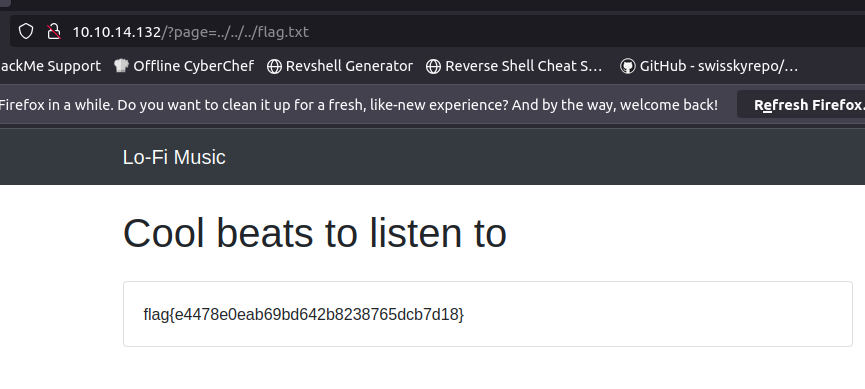 10.10.14.132/?page=../../../flag.txt
ackMe Support Offline CyberChef Revshell Generator Reverse Shell Cheat S… GitHub - swisskyrepo/…
Firefox in a while. Do you want to clean it up for a fresh, like-new experience? And by the way, welcome back! Refresh Firefox.
Lo-Fi Music
Cool beats to listen to
flag{e4478e0eab69bd642b8238765dcb7d18}